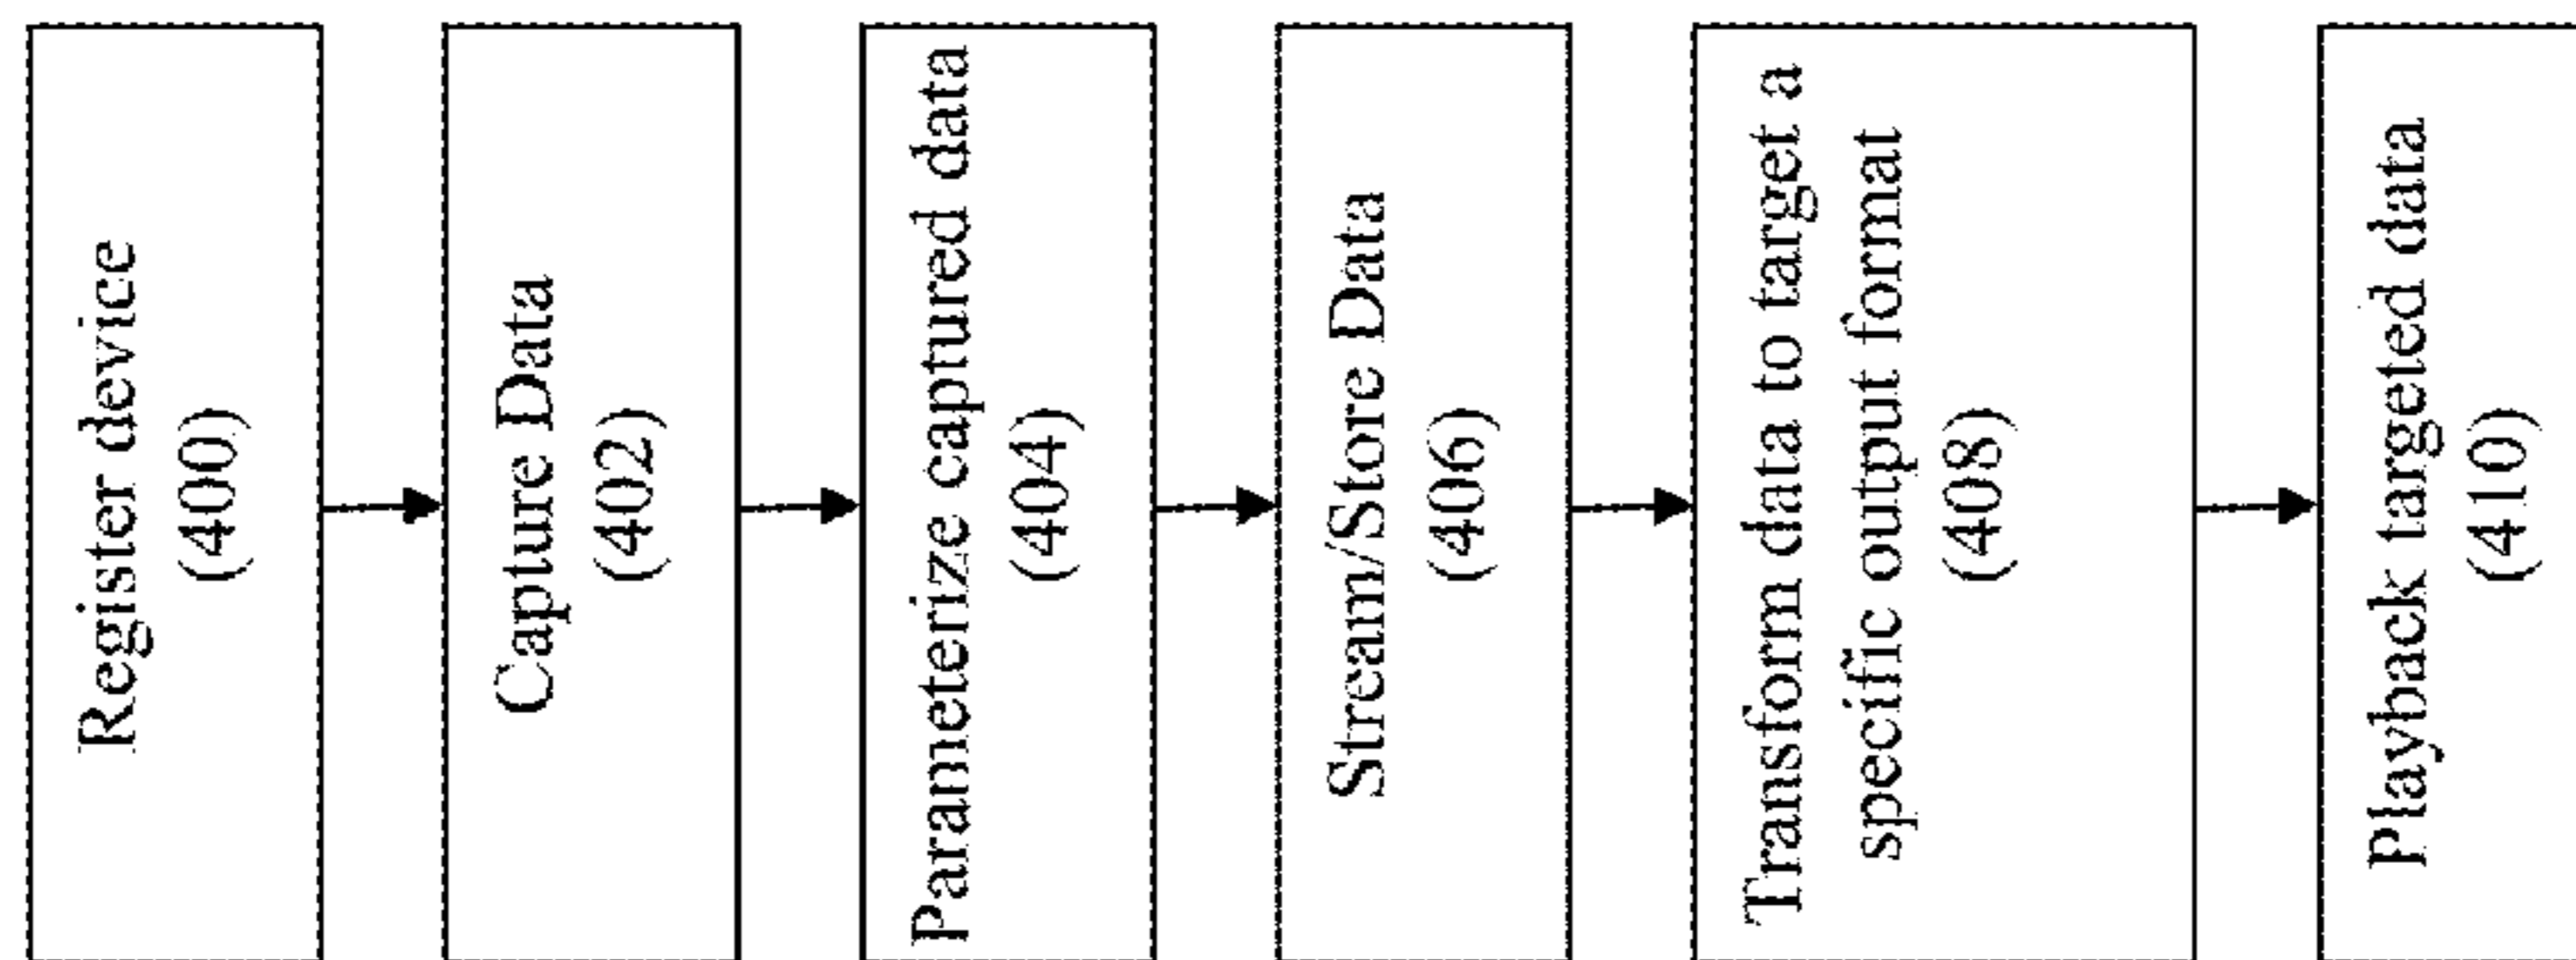 Register device
(400)
Capture Data
(402)
Parameterize captured data
(404)
Stream/Store Data
(406)
Transform data to target a
specific output format
(408)
Playback targeted data
(410)